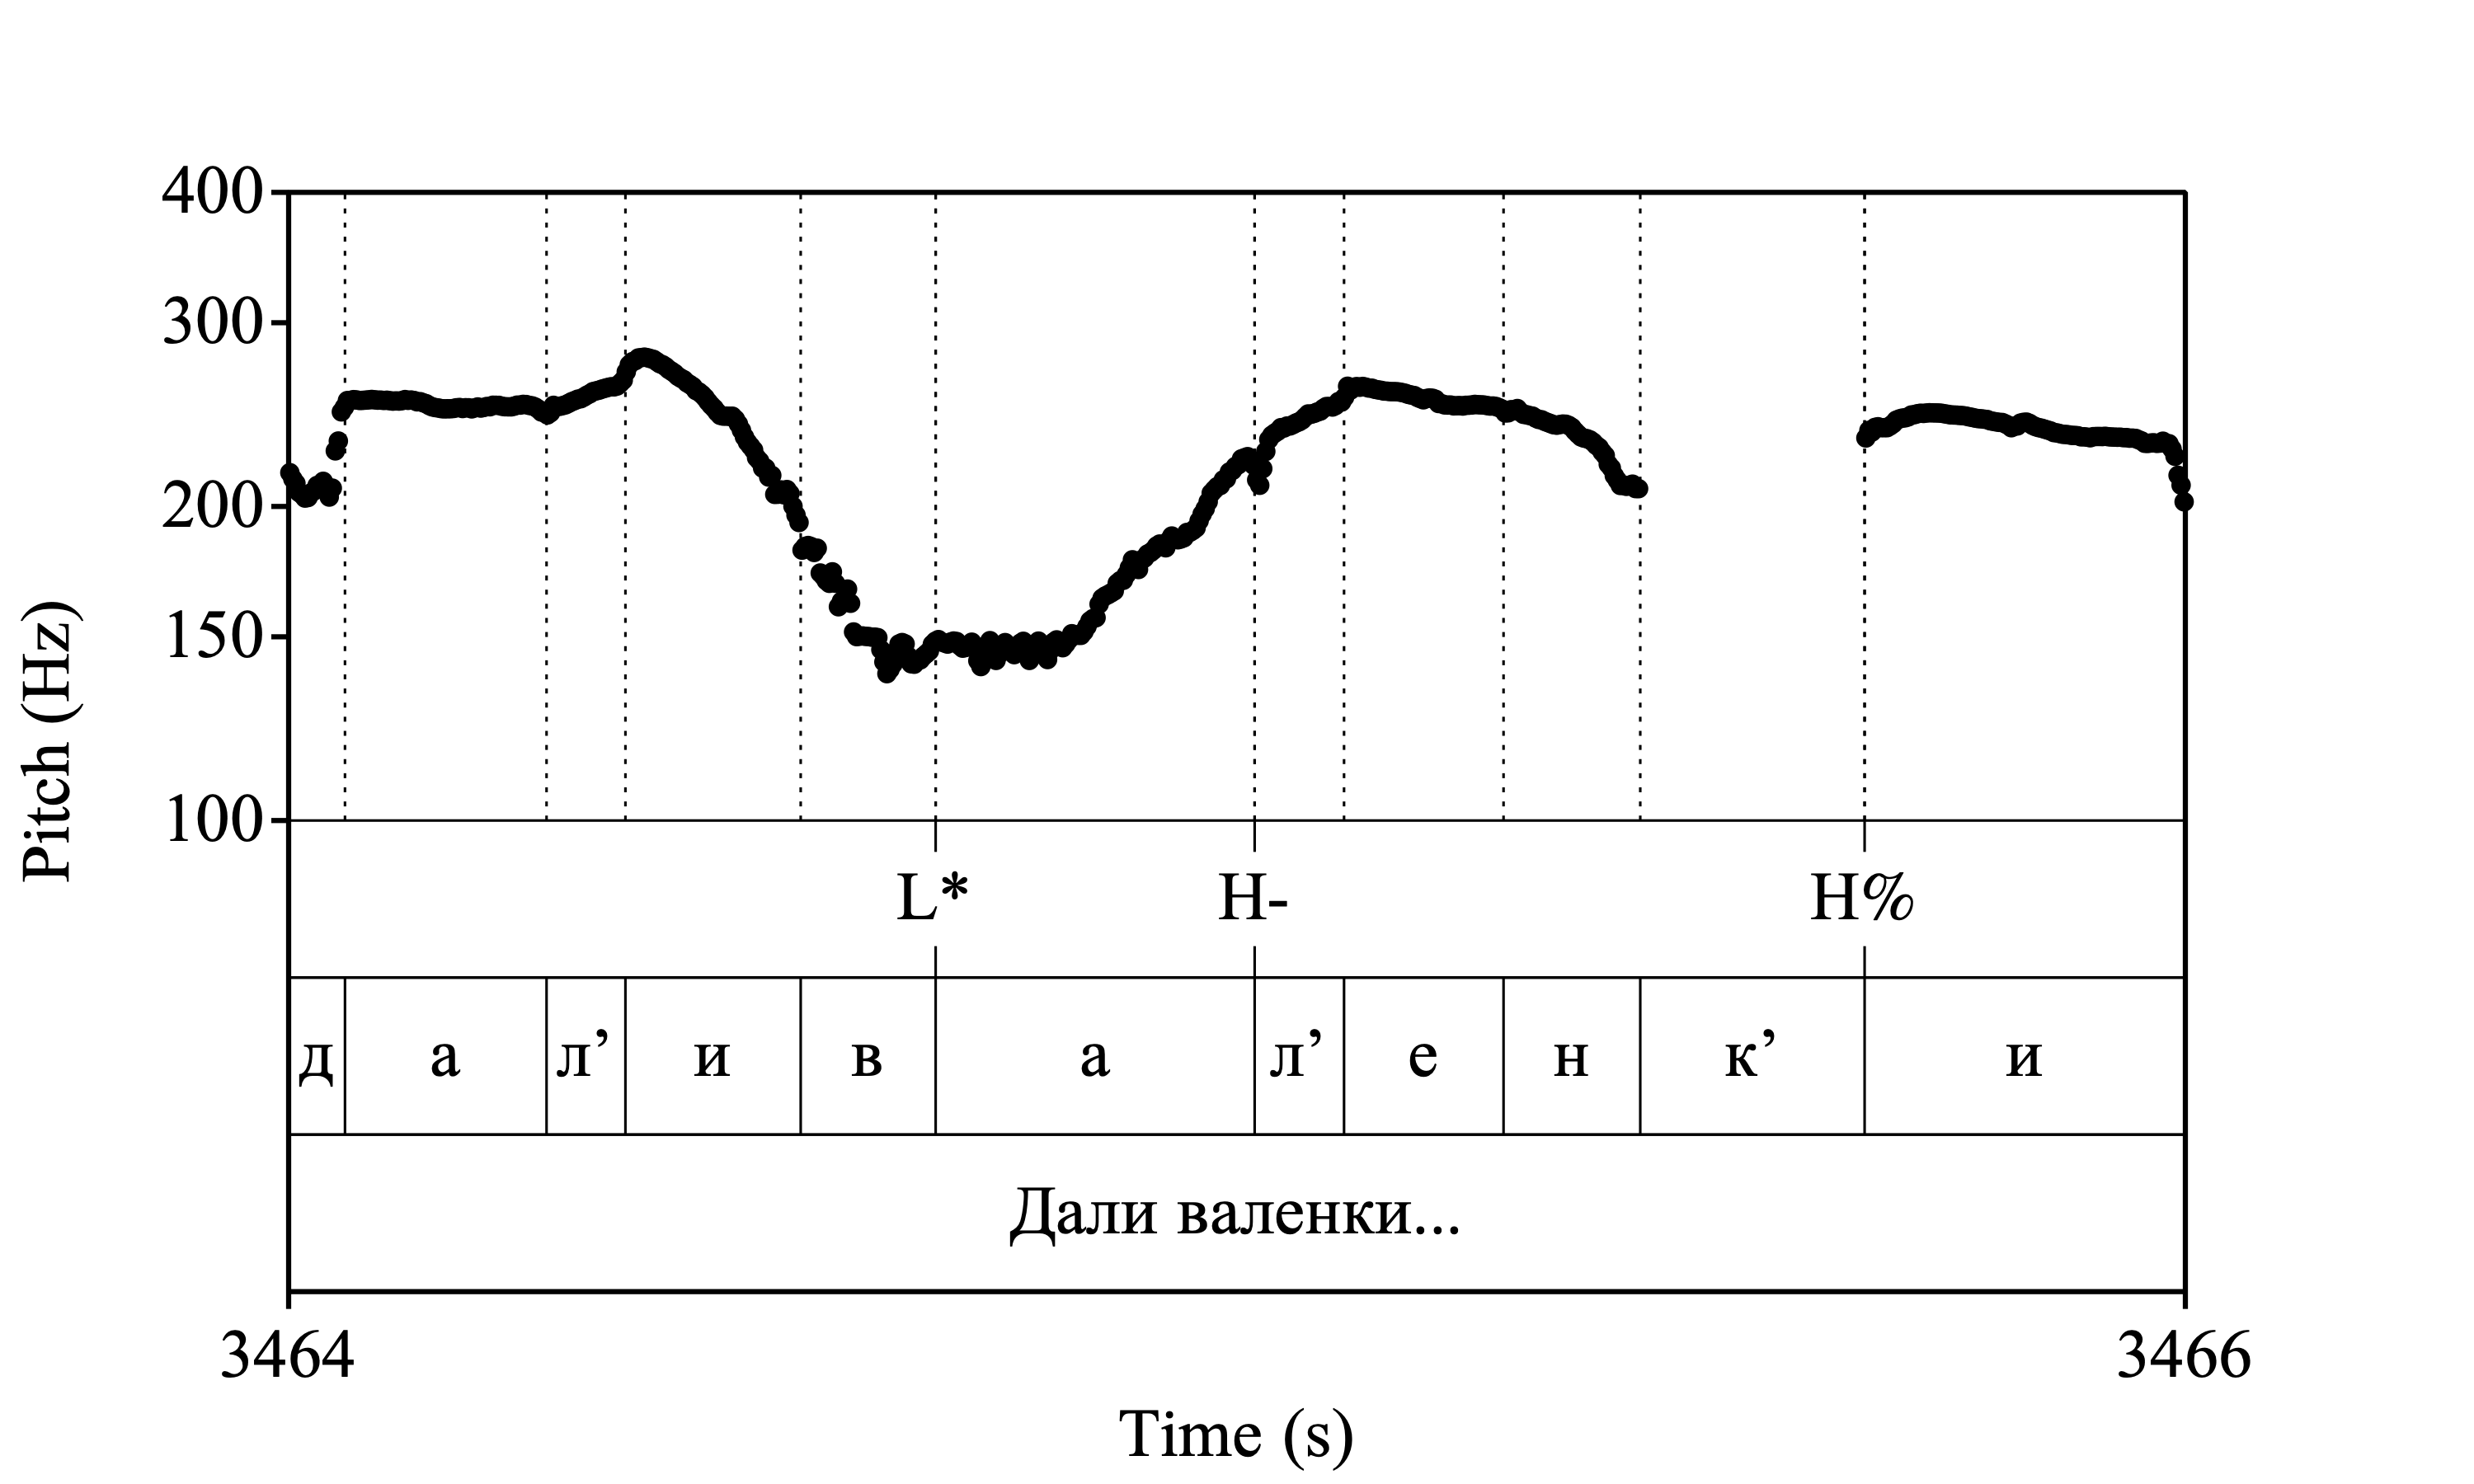 400
300
200
150
100
Pitch (Hz)
L* H- H%
д а л’ и в а л’ е н к’ и
Дали валенки...
3464 3466
Time (s)